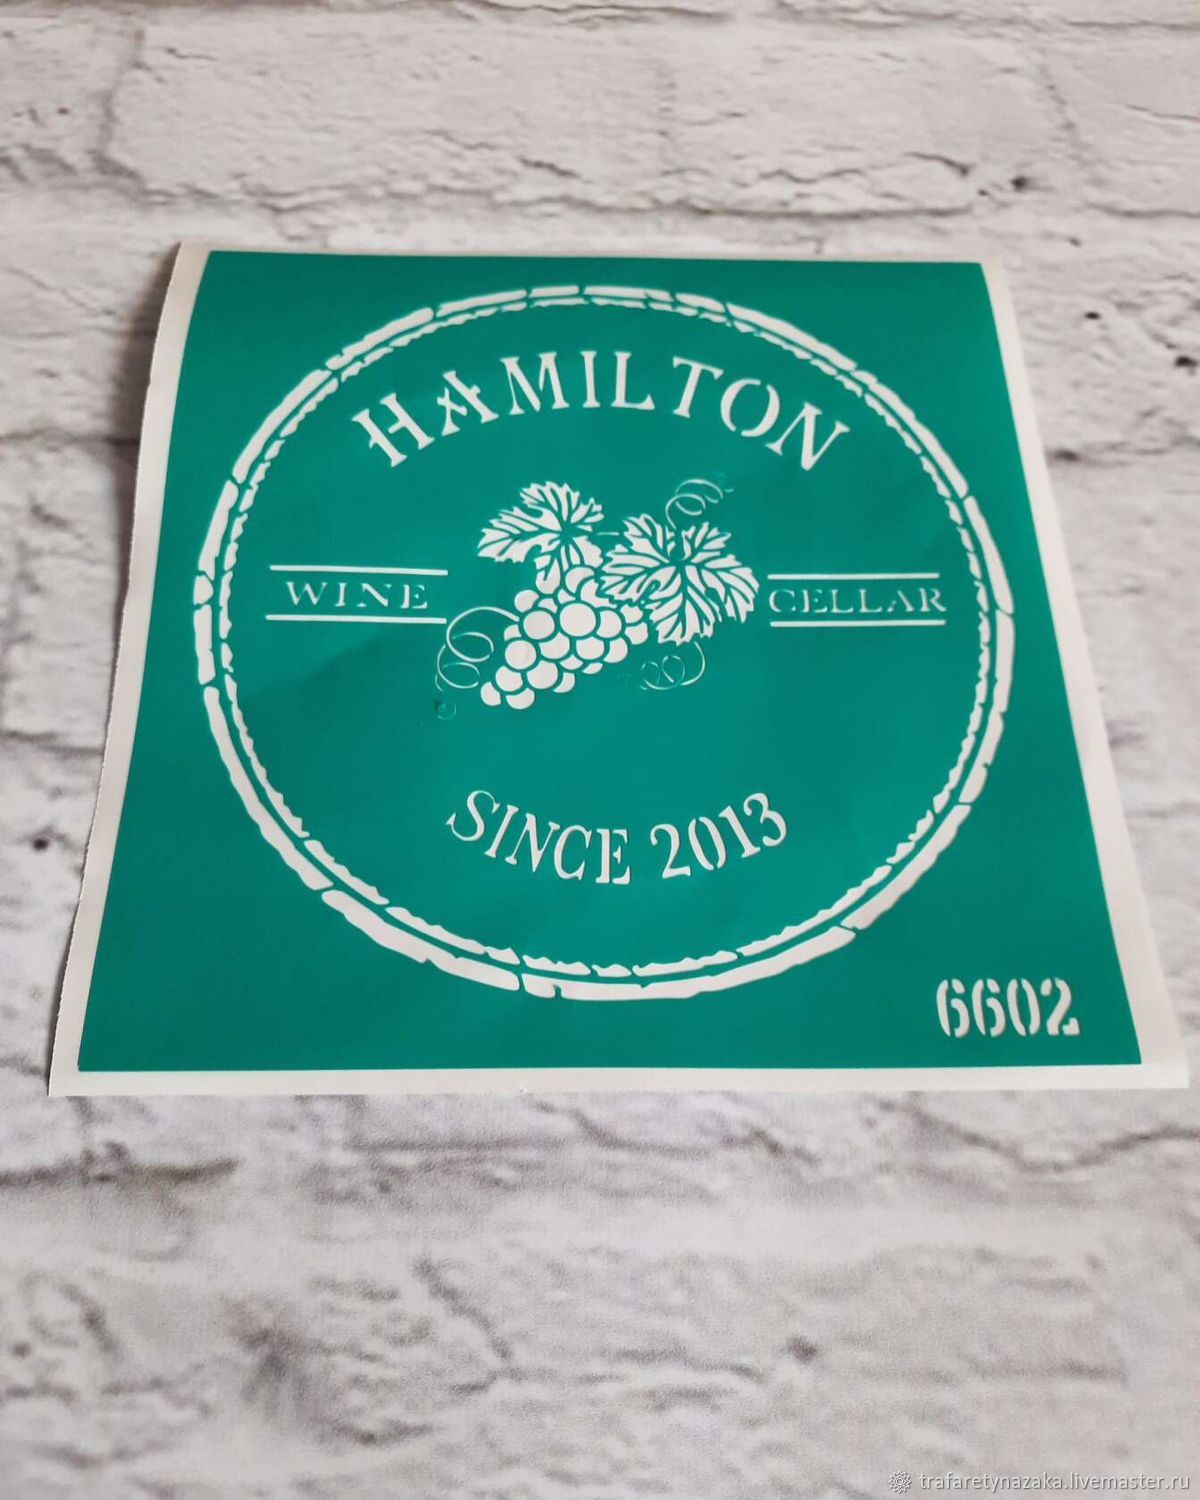 HAMILTON
WINE CELLAR
SINCE 2013
6602
trafaretynazaka.livemaster.ru